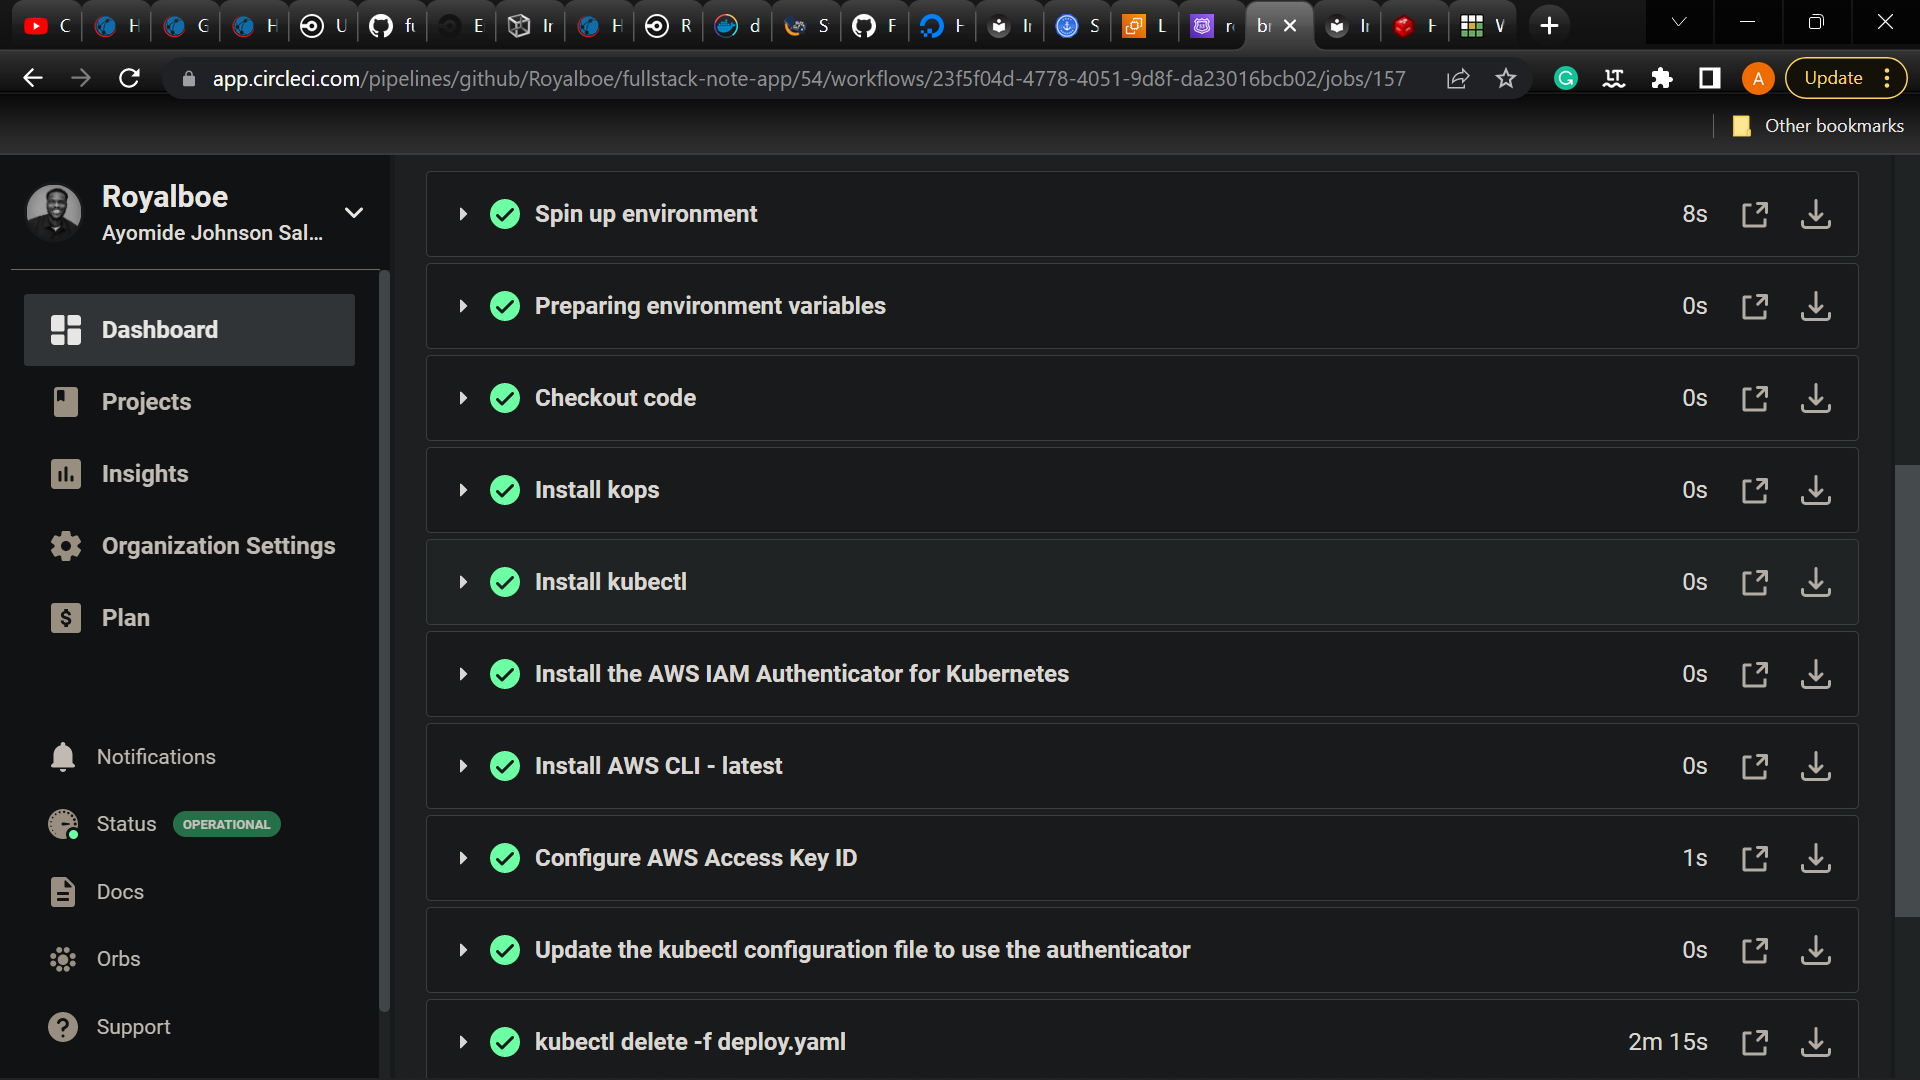 C
H
G
H
U
fu
E
In
H
R
d
S
F
H
In
S
L
r
br
In
F
V
app.circleci.com/pipelines/github/Royalboe/fullstack-note-app/54/workflows/23f5f04d-4778-4051-9d8f-da23016bcb02/jobs/157
A
Update
Other bookmarks
Royalboe
Ayomide Johnson Sal...
Dashboard
Projects
Insights
Organization Settings
Plan
Notifications
Status OPERATIONAL
Docs
Orbs
Support
Spin up environment 8s
Preparing environment variables 0s
Checkout code 0s
Install kops 0s
Install kubectl 0s
Install the AWS IAM Authenticator for Kubernetes 0s
Install AWS CLI - latest 0s
Configure AWS Access Key ID 1s
Update the kubectl configuration file to use the authenticator 0s
kubectl delete -f deploy.yaml 2m 15s